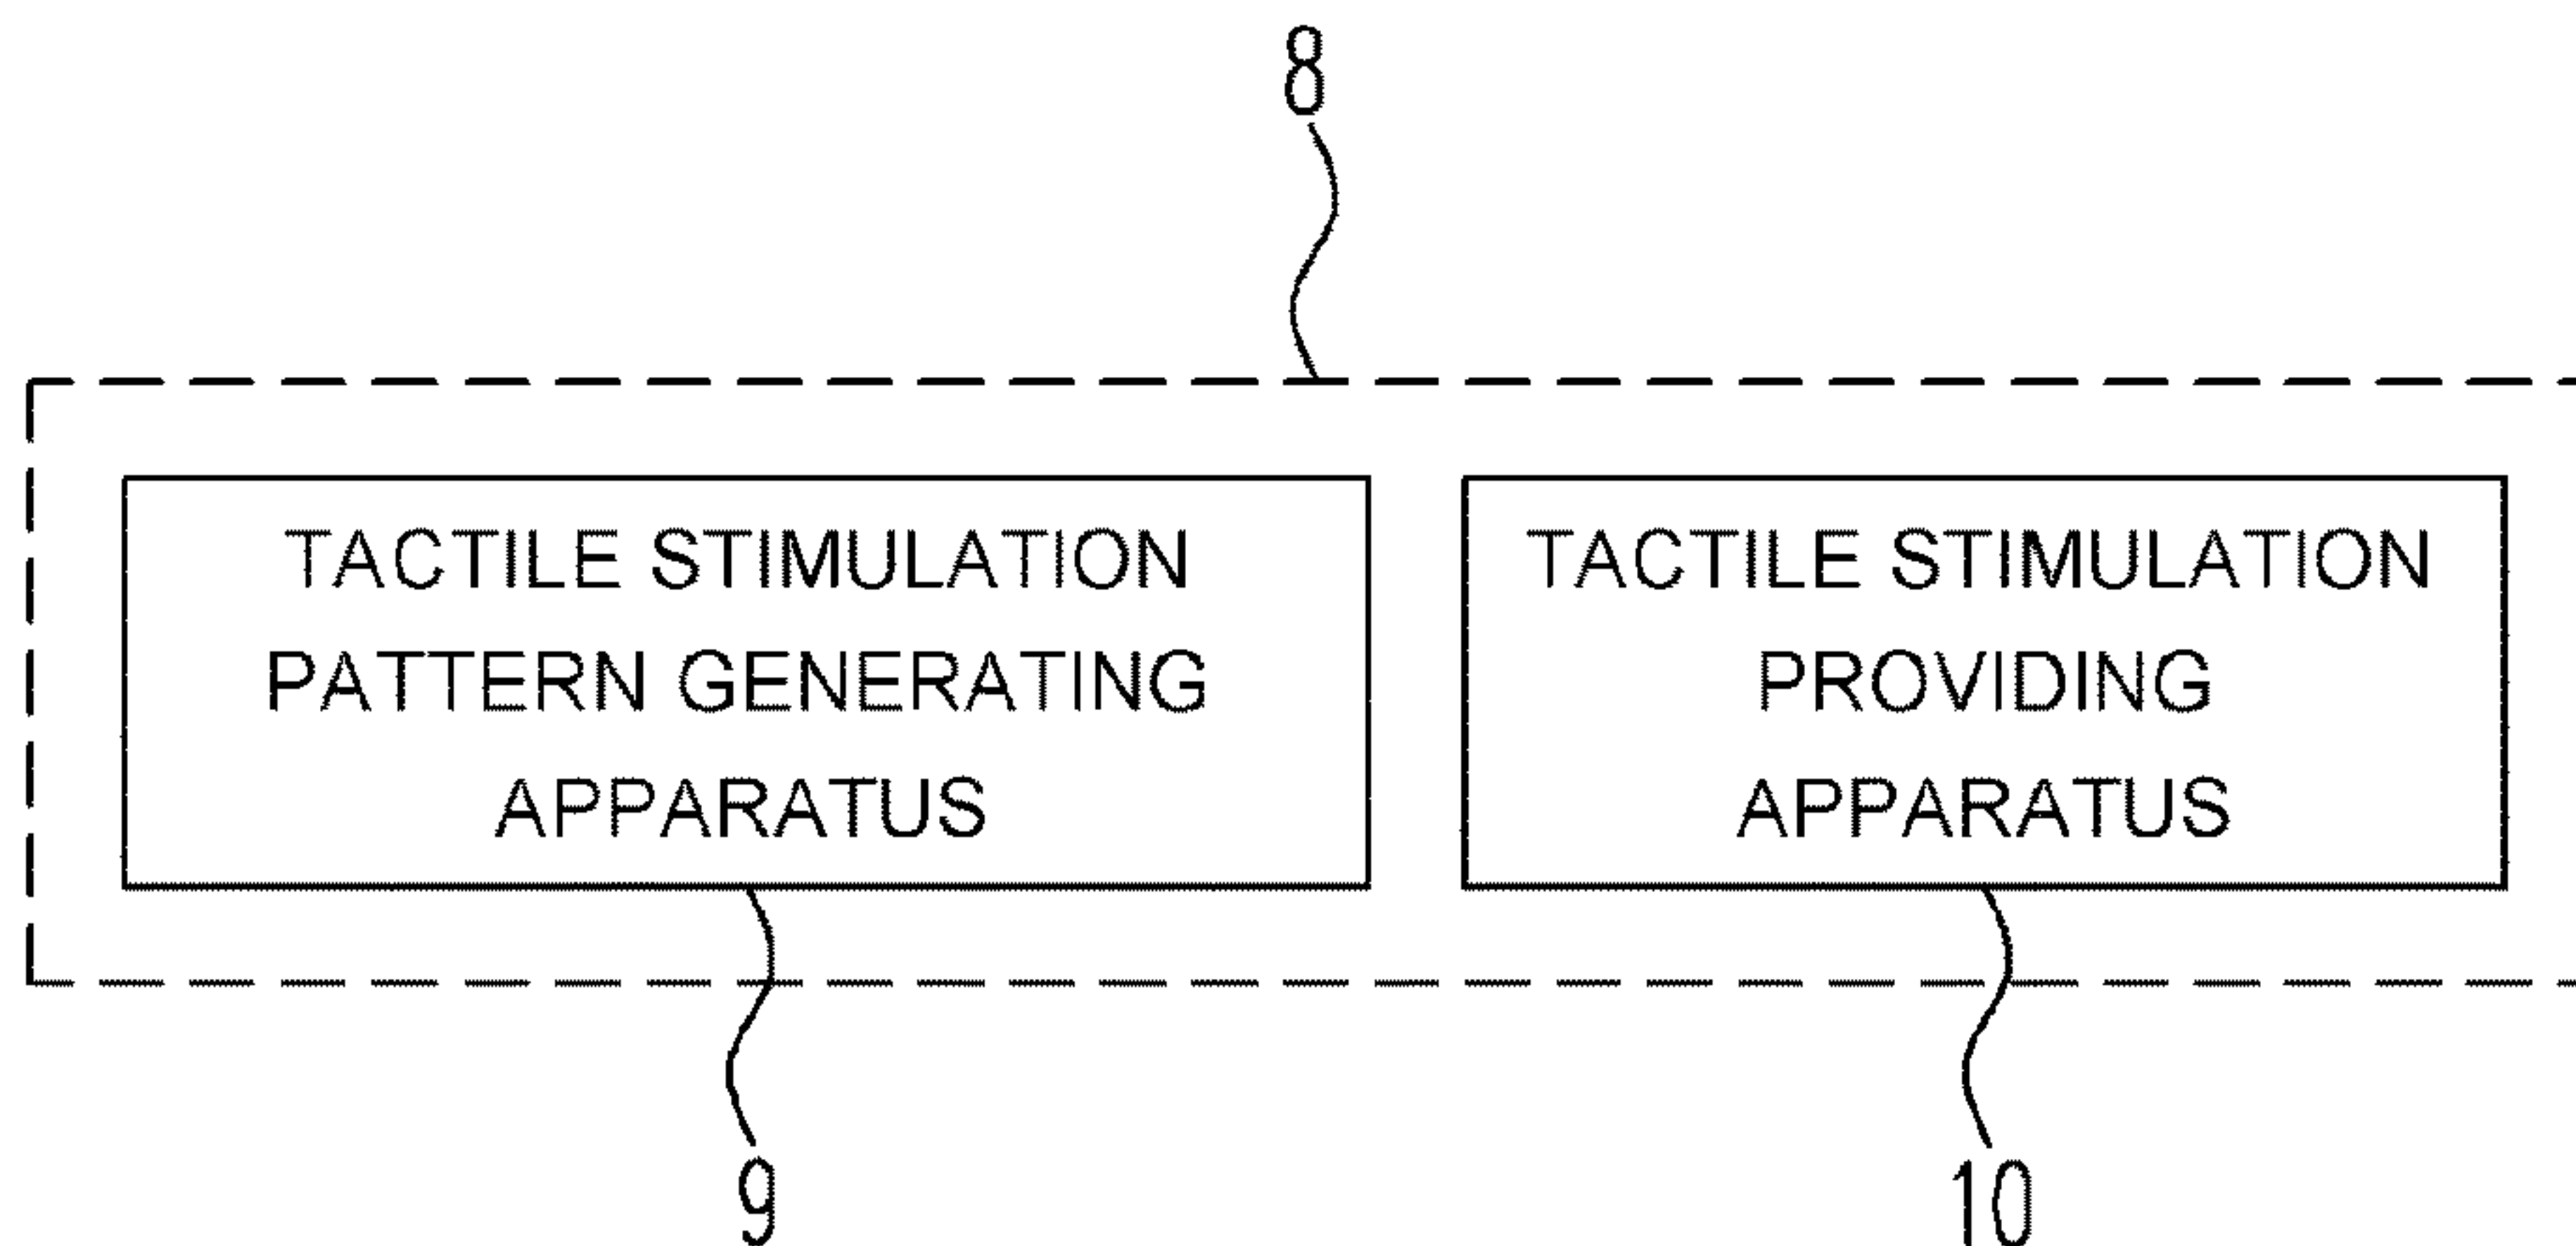 8
TACTILE STIMULATION
PATTERN GENERATING
APPARATUS
TACTILE STIMULATION
PROVIDING
APPARATUS
9
10